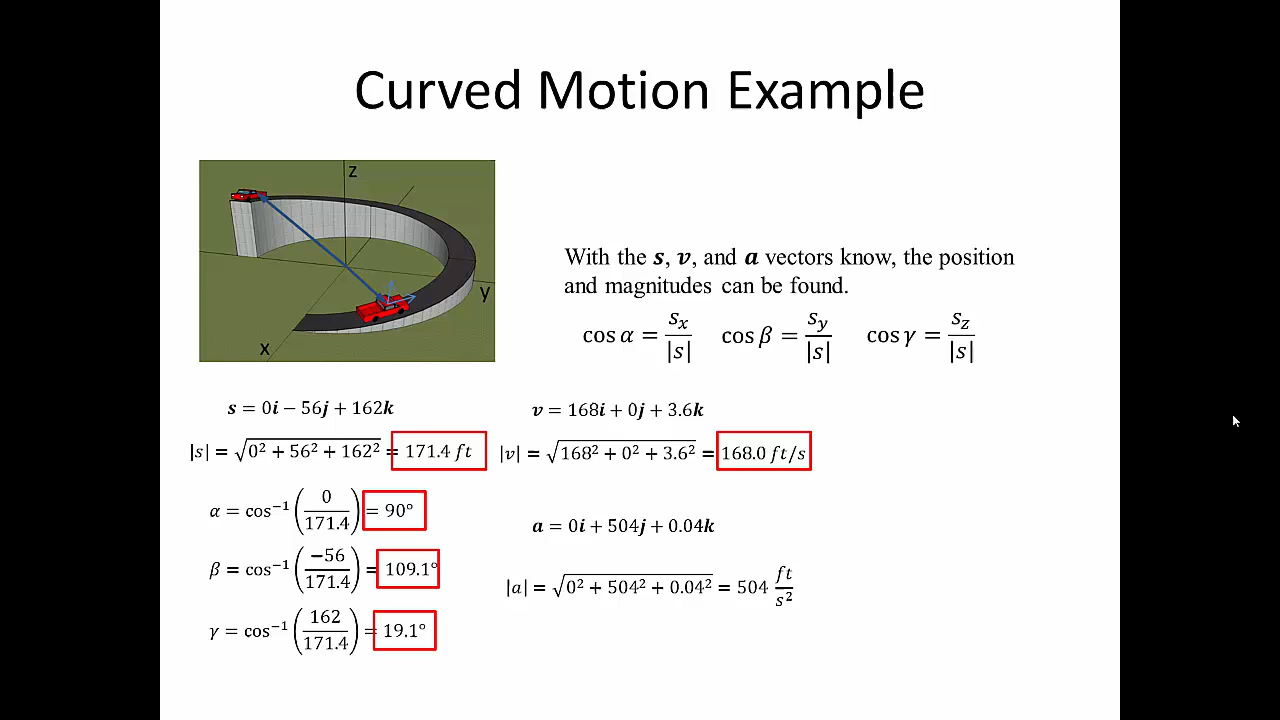 Curved Motion Example
z
y
x
With the s, v, and a vectors know, the position
and magnitudes can be found.
cos α = s_x/|s| cos β = s_y/|s| cos γ = s_z/|s|
s = 0i − 56j + 162k
|s| = √(0² + 56² + 162²) = 171.4 ft
α = cos⁻¹(0/171.4) = 90°
β = cos⁻¹(−56/171.4) = 109.1°
γ = cos⁻¹(162/171.4) = 19.1°
v = 168i + 0j + 3.6k
|v| = √(168² + 0² + 3.6²) = 168.0 ft/s
a = 0i + 504j + 0.04k
|a| = √(0² + 504² + 0.04²) = 504 ft/s²